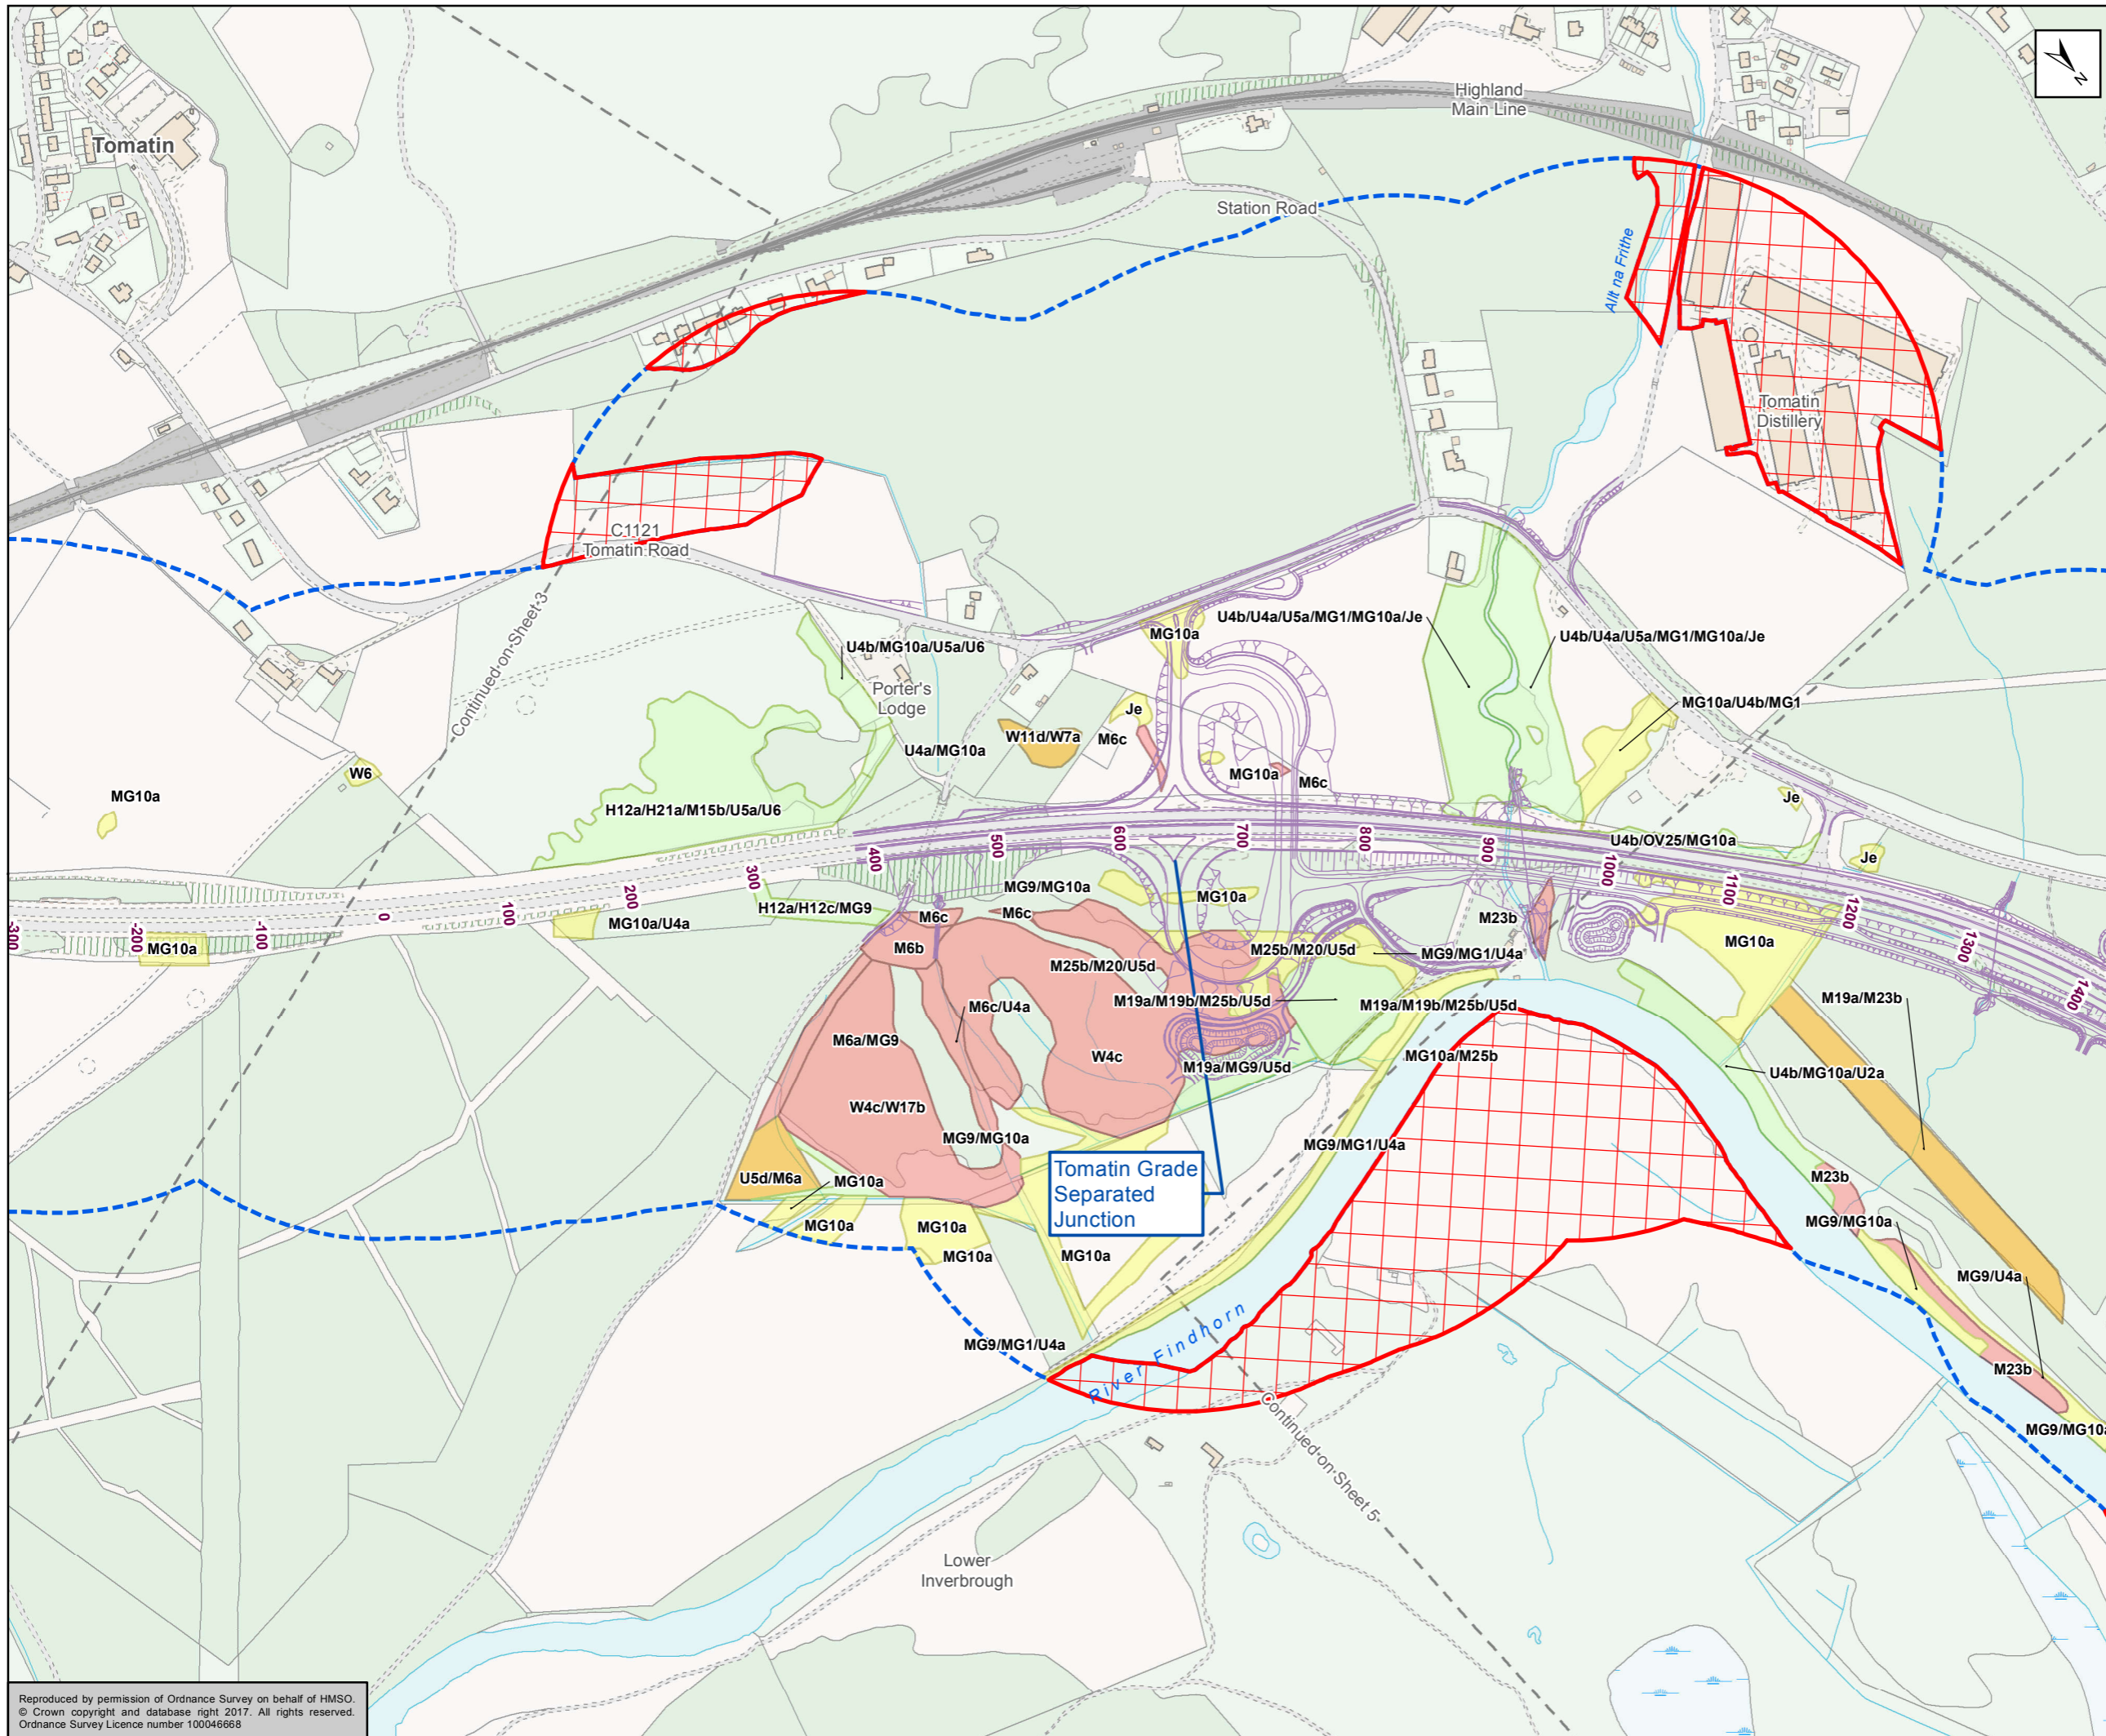 N
Highland
Main Line
Tomatin
Station Road
Allt na Frithe
Tomatin
Distillery
C1121
Tomatin Road
Continued on Sheet 3
U4b/U4a/U5a/MG1/MG10a/Je
MG10a
U4b/U4a/U5a/MG1/MG10a/Je
U4b/MG10a/U5a/U6
Porter's
Lodge
MG10a/U4b/MG1
Je
W11d/W7a
M6c
U4a/MG10a
W6
MG10a
M6c
MG10a
H12a/H21a/M15b/U5a/U6
Je
U4b/OV25/MG10a
Je
-300
-200
-100
0
100
200
300
400
500
600
700
800
900
1000
1100
1200
1300
1400
MG9/MG10a
MG10a
H12a/H12c/MG9
M6c
M6c
M23b
MG10a/U4a
MG10a
MG10a
M6b
M25b/M20/U5d
MG9/MG1/U4a
M25b/M20/U5d
M19a/M19b/M25b/U5d
M19a/M19b/M25b/U5d
M19a/M23b
M6c/U4a
M6a/MG9
W4c
MG10a/M25b
M19a/MG9/U5d
U4b/MG10a/U2a
W4c/W17b
MG9/MG10a
MG9/MG1/U4a
U5d/M6a
MG10a
Tomatin Grade
Separated
Junction
M23b
MG10a
MG10a
MG10a
MG10a
MG9/MG10a
MG9/U4a
MG9/MG1/U4a
River Findhorn
M23b
Continued on Sheet 5
MG9/MG10a
Lower
Inverbrough
Reproduced by permission of Ordnance Survey on behalf of HMSO.
© Crown copyright and database right 2017. All rights reserved.
Ordnance Survey Licence number 100046668